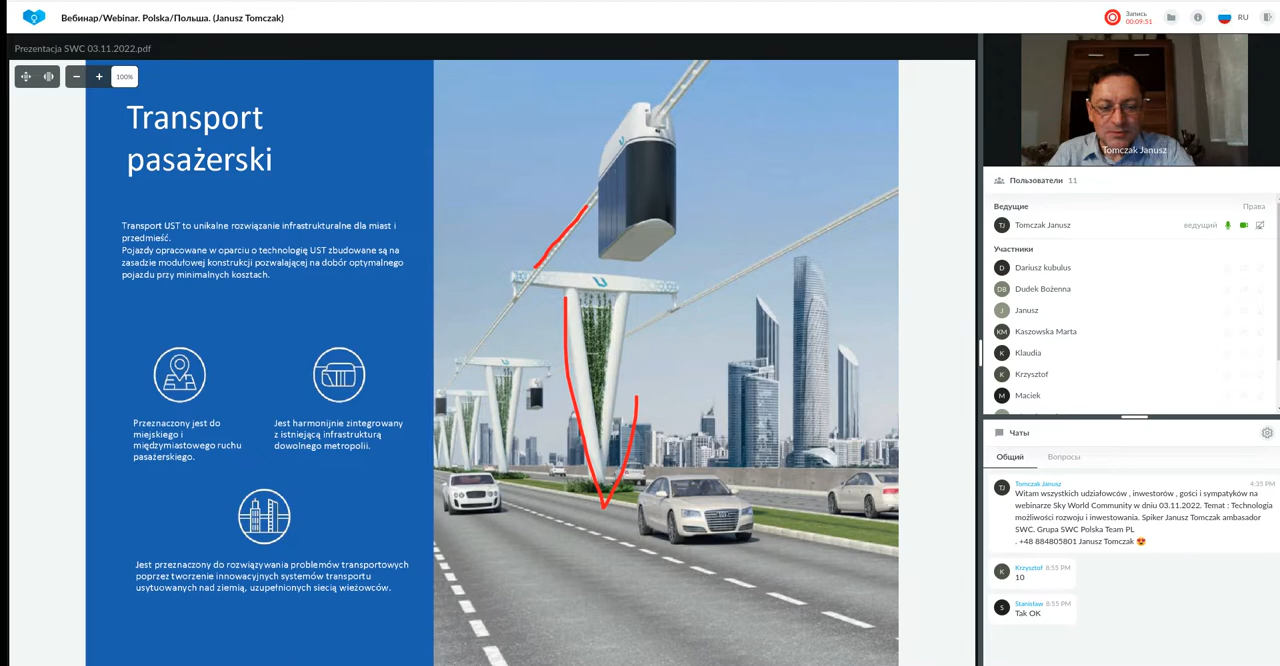 Вебинар/Webinar. Polska/Польша. (Janusz Tomczak)
Запись
00:09:51
RU
Prezentacja SWC 03.11.2022.pdf
100%
Transport
pasażerski
Transport UST to unikalne rozwiązanie infrastrukturalne dla miast i
przedmieść.
Pojazdy opracowane w oparciu o technologię UST zbudowane są na
zasadzie modułowej konstrukcji pozwalającej na dobór optymalnego
pojazdu przy minimalnych kosztach.
Przeznaczony jest do
miejskiego i
międzymiastowego ruchu
pasażerskiego.
Jest harmonijnie zintegrowany
z istniejącą infrastrukturą
dowolnego metropolii.
Jest przeznaczony do rozwiązywania problemów transportowych
poprzez tworzenie innowacyjnych systemów transportu
usytuowanych nad ziemią, uzupełnionych siecią wieżowców.
Tomczak Janusz
Пользователи 11
Ведущие Права
TJ Tomczak Janusz ведущий
Участники
D Dariusz kubulus
DB Dudek Bożenna
J Janusz
KM Kaszowska Marta
K Klaudia
K Krzysztof
M Maciek
Чаты
Общий Вопросы
TJ Tomczak Janusz 4:35 PM
Witam wszystkich udziałowców , inwestorów , gości i sympatyków na
webinarze Sky World Community w dniu 03.11.2022. Temat : Technologia
możliwości rozwoju i inwestowania. Spiker Janusz Tomczak ambasador
SWC. Grupa SWC Polska Team PL
. +48 884805801 Janusz Tomczak 😍
K Krzysztof 8:55 PM
10
S Stanisław 8:55 PM
Tak OK